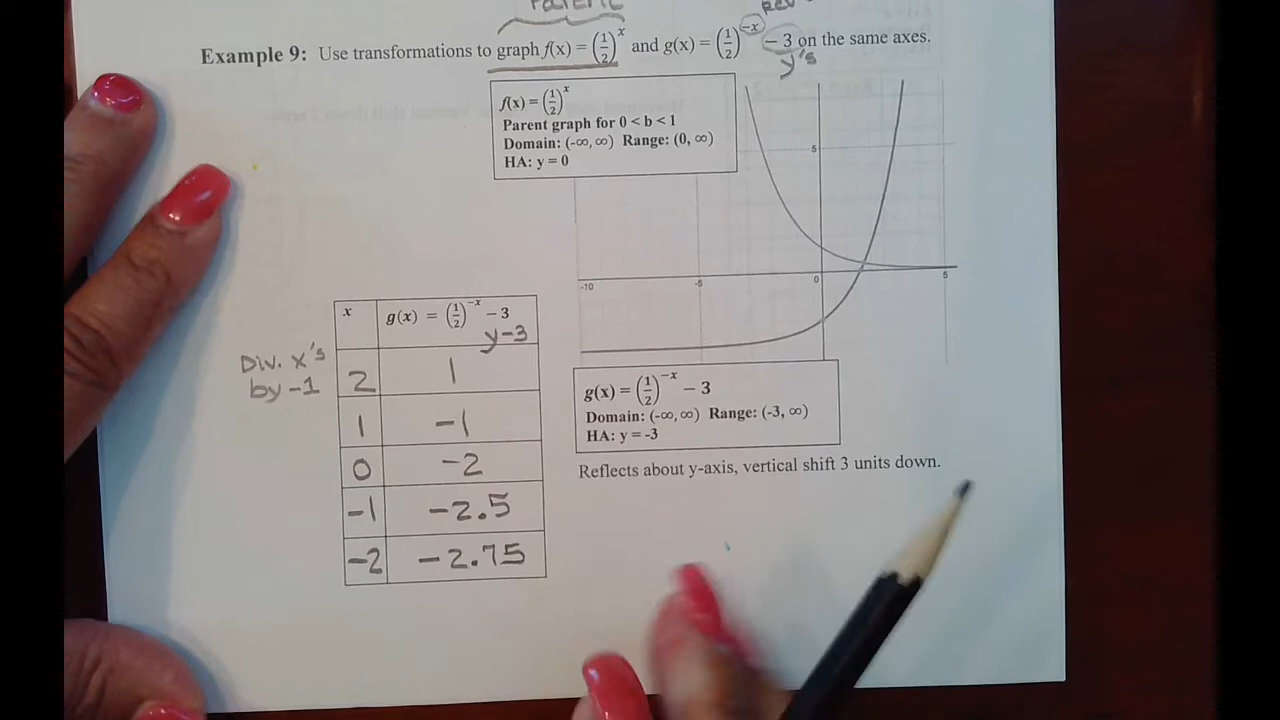 Example 9: Use transformations to graph f(x) = (1/2)^x and g(x) = (1/2)^-x - 3 on the same axes.
y's
f(x) = (1/2)^x
Parent graph for 0 < b < 1
Domain: (-∞, ∞) Range: (0, ∞)
HA: y = 0
5
-10 -5 0 5
x g(x) = (1/2)^-x - 3
y-3
Div. x's
by -1
2 1
1 -1
0 -2
-1 -2.5
-2 -2.75
g(x) = (1/2)^-x - 3
Domain: (-∞, ∞) Range: (-3, ∞)
HA: y = -3
Reflects about y-axis, vertical shift 3 units down.